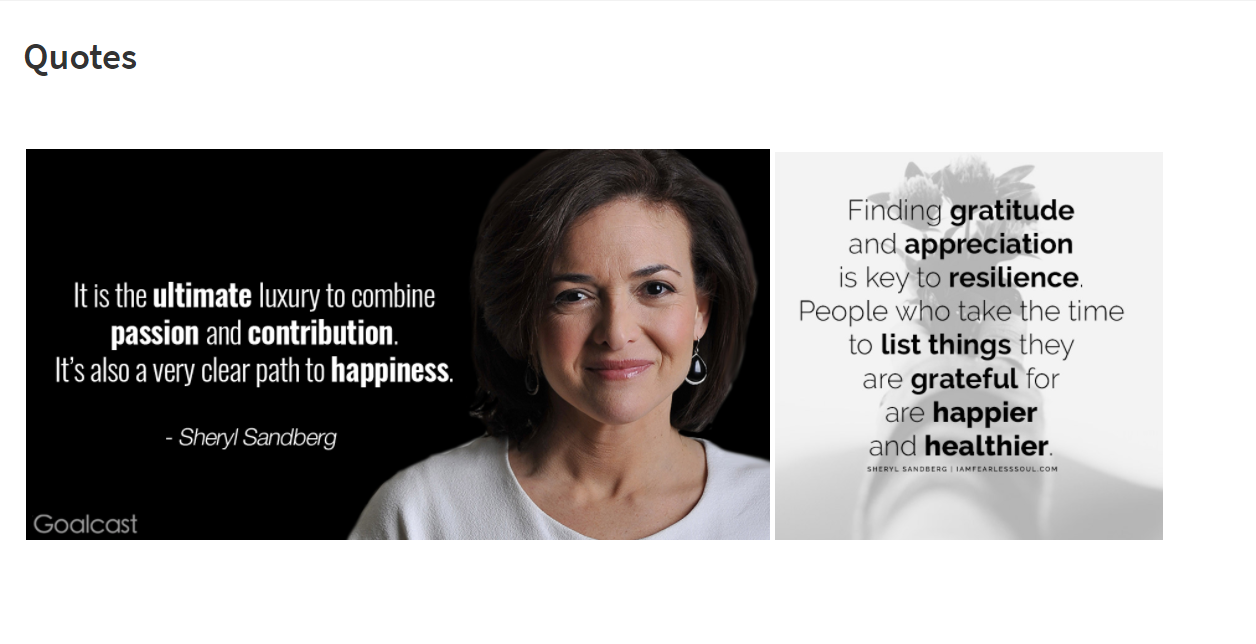 Quotes
It is the ultimate luxury to combine
passion and contribution.
It's also a very clear path to happiness.
- Sheryl Sandberg
Goalcast
Finding gratitude
and appreciation
is key to resilience.
People who take the time
to list things they
are grateful for
are happier
and healthier.
SHERYL SANDBERG | IAMFEARLESSSOUL.COM